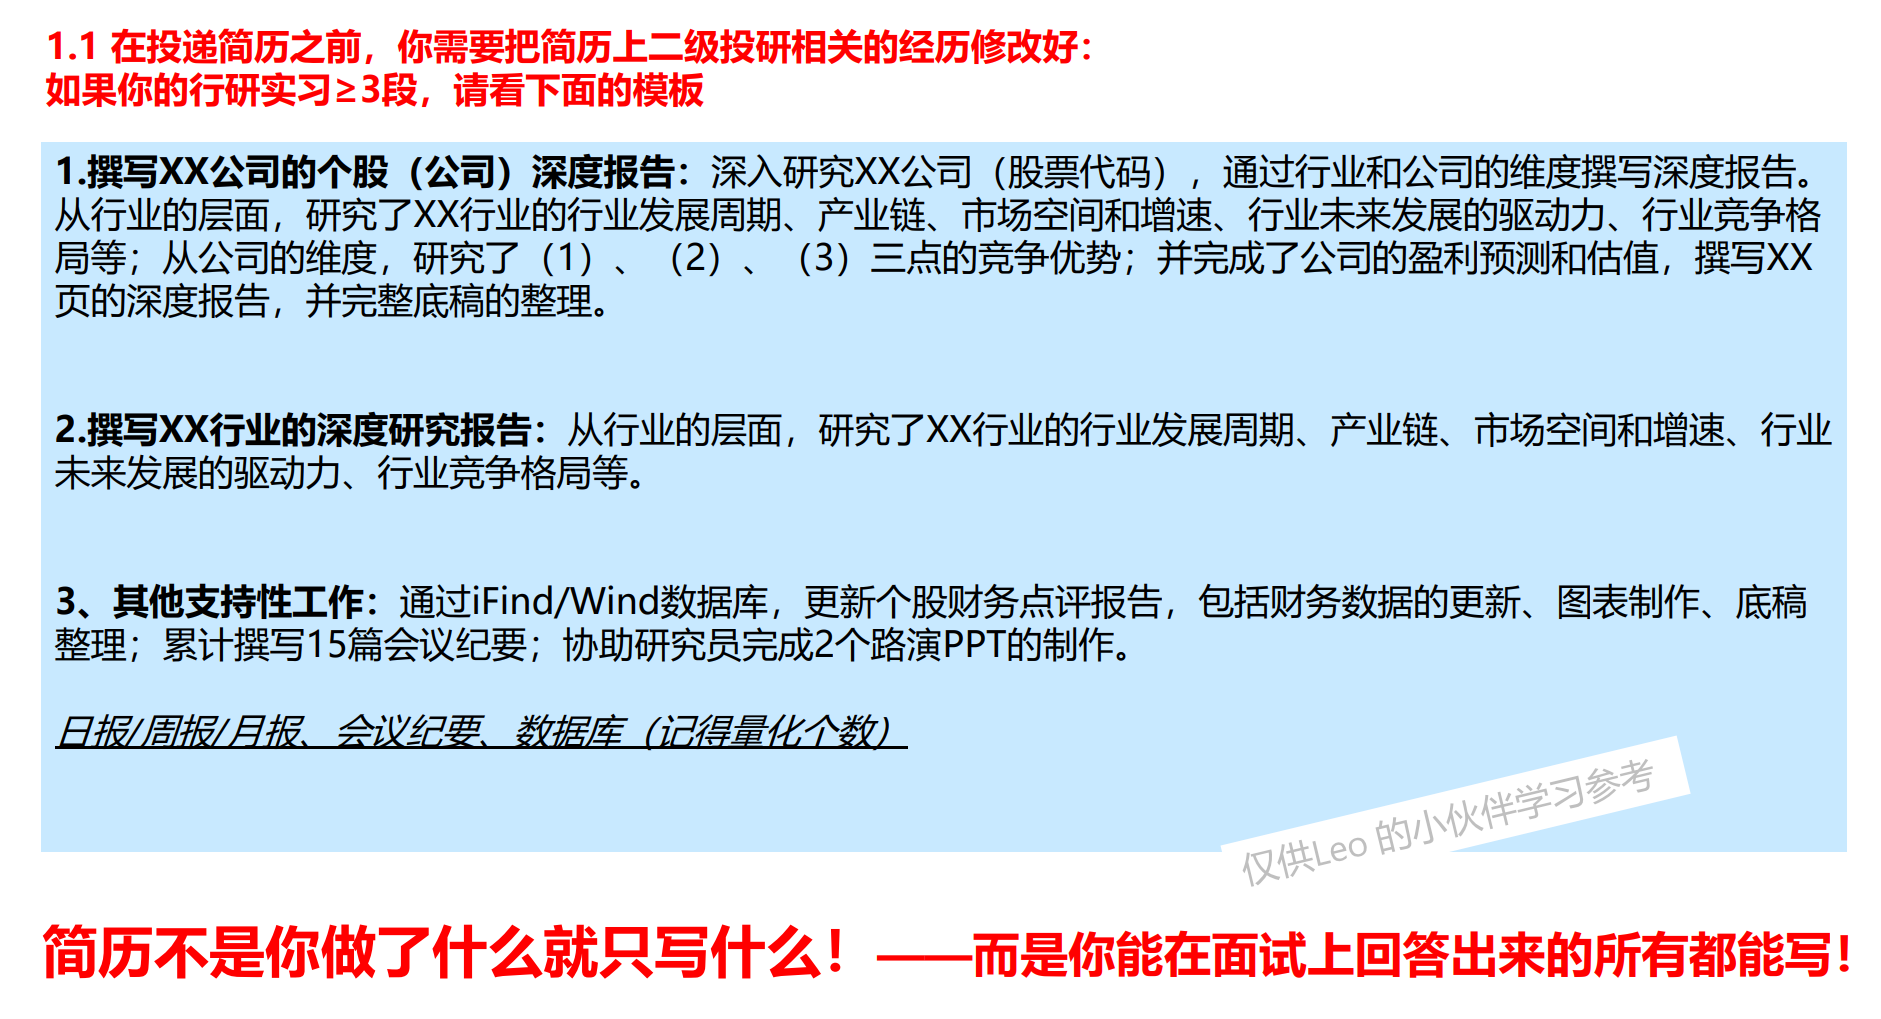 1.1 在投递简历之前，你需要把简历上二级投研相关的经历修改好：
如果你的行研实习≥3段，请看下面的模板
1.撰写XX公司的个股（公司）深度报告：深入研究XX公司（股票代码），通过行业和公司的维度撰写深度报告。
从行业的层面，研究了XX行业的行业发展周期、产业链、市场空间和增速、行业未来发展的驱动力、行业竞争格
局等；从公司的维度，研究了（1）、（2）、（3）三点的竞争优势；并完成了公司的盈利预测和估值，撰写XX
页的深度报告，并完整底稿的整理。
2.撰写XX行业的深度研究报告：从行业的层面，研究了XX行业的行业发展周期、产业链、市场空间和增速、行业
未来发展的驱动力、行业竞争格局等。
3、其他支持性工作：通过iFind/Wind数据库，更新个股财务点评报告，包括财务数据的更新、图表制作、底稿
整理；累计撰写15篇会议纪要；协助研究员完成2个路演PPT的制作。
日报/周报/月报、会议纪要、数据库（记得量化个数）
仅供Leo 的小伙伴学习参考
简历不是你做了什么就只写什么！——而是你能在面试上回答出来的所有都能写！